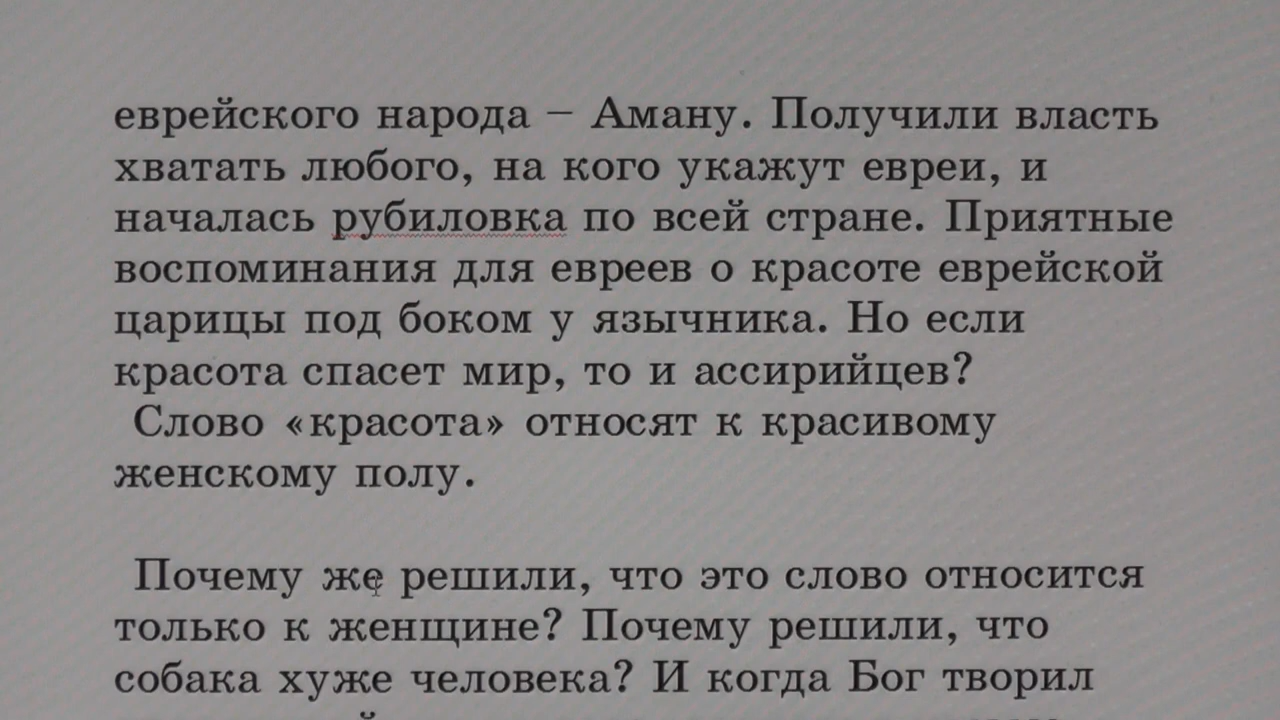 еврейского народа – Аману. Получили власть
хватать любого, на кого укажут евреи, и
началась рубиловка по всей стране. Приятные
воспоминания для евреев о красоте еврейской
царицы под боком у язычника. Но если
красота спасет мир, то и ассирийцев?
Слово «красота» относят к красивому
женскому полу.
Почему же решили, что это слово относится
только к женщине? Почему решили, что
собака хуже человека? И когда Бог творил